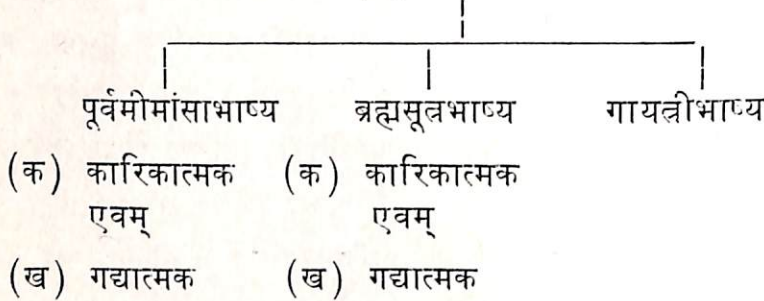 पूर्वमीमांसाभाष्य ब्रह्मसूत्रभाष्य गायत्रीभाष्य
(क) कारिकात्मक (क) कारिकात्मक
एवम् एवम्
(ख) गद्यात्मक (ख) गद्यात्मक